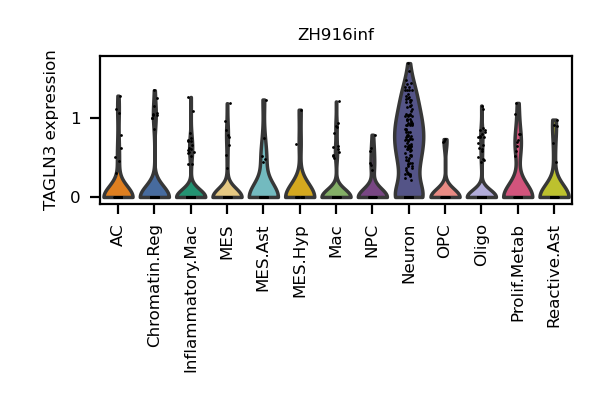 ZH916inf
TAGLN3 expression
1
0
AC
Chromatin.Reg
Inflammatory.Mac
MES
MES.Ast
MES.Hyp
Mac
NPC
Neuron
OPC
Oligo
Prolif.Metab
Reactive.Ast